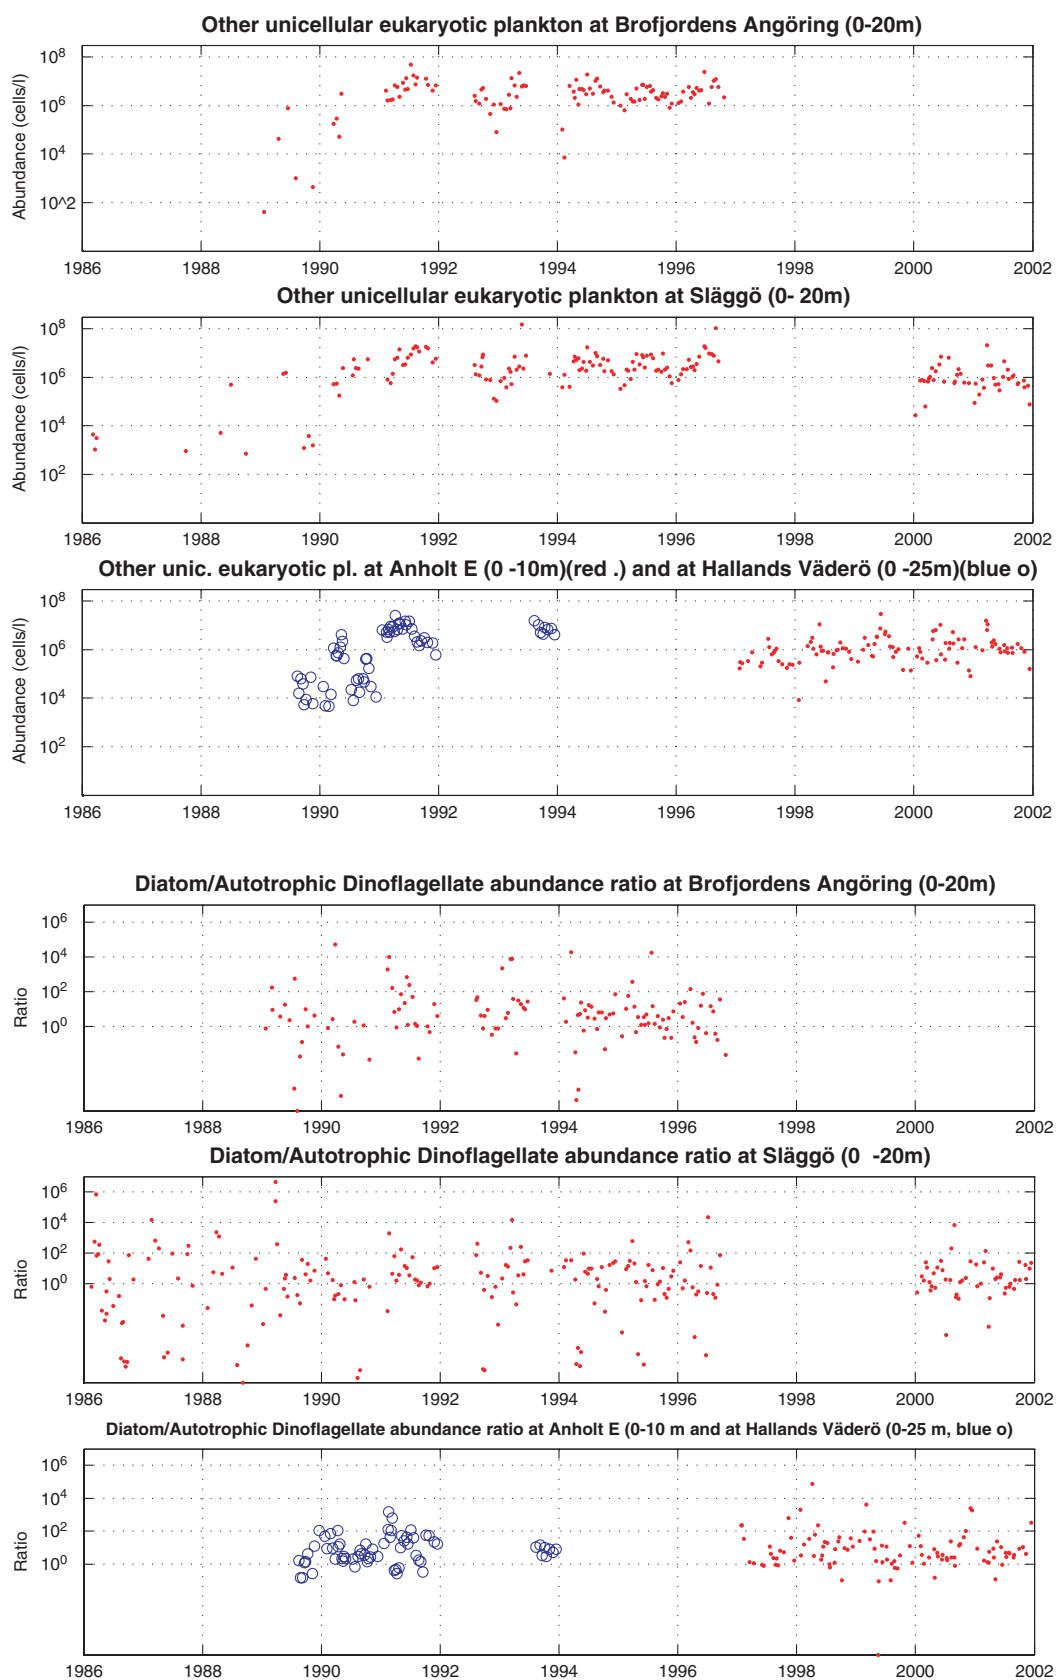 Other unicellular eukaryotic plankton at Brofjordens Angöring (0-20m)
Abundance (cells/l)
10^8
10^6
10^4
10^2
1986 1988 1990 1992 1994 1996 1998 2000 2002
Other unicellular eukaryotic plankton at Släggö (0- 20m)
Abundance (cells/l)
10^8
10^6
10^4
10^2
1986 1988 1990 1992 1994 1996 1998 2000 2002
Other unic. eukaryotic pl. at Anholt E (0 -10m)(red .) and at Hallands Väderö (0 -25m)(blue o)
Abundance (cells/l)
10^8
10^6
10^4
10^2
1986 1988 1990 1992 1994 1996 1998 2000 2002
Diatom/Autotrophic Dinoflagellate abundance ratio at Brofjordens Angöring (0-20m)
Ratio
10^6
10^4
10^2
10^0
1986 1988 1990 1992 1994 1996 1998 2000 2002
Diatom/Autotrophic Dinoflagellate abundance ratio at Släggö (0 -20m)
Ratio
10^6
10^4
10^2
10^0
1986 1988 1990 1992 1994 1996 1998 2000 2002
Diatom/Autotrophic Dinoflagellate abundance ratio at Anholt E (0-10 m and at Hallands Väderö (0-25 m, blue o)
Ratio
10^6
10^4
10^2
10^0
1986 1988 1990 1992 1994 1996 1998 2000 2002